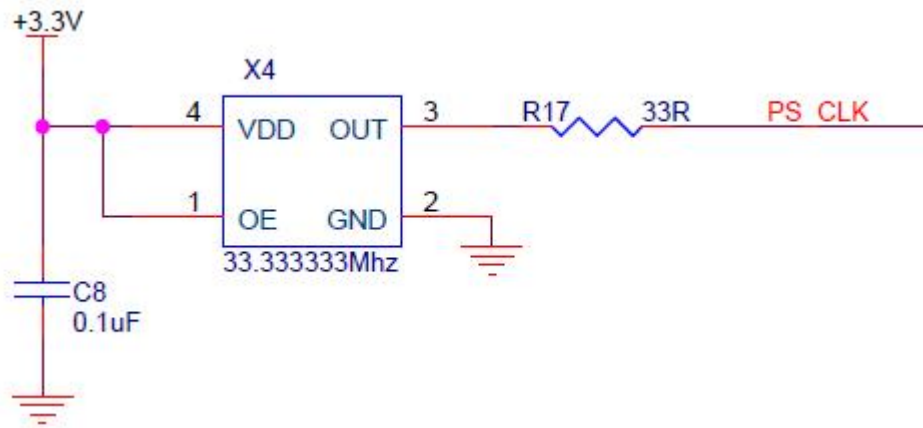 +3.3V
X4
4
VDD
OUT
3
R17
33R
PS_CLK
1
OE
GND
2
33.333333Mhz
C8
0.1uF